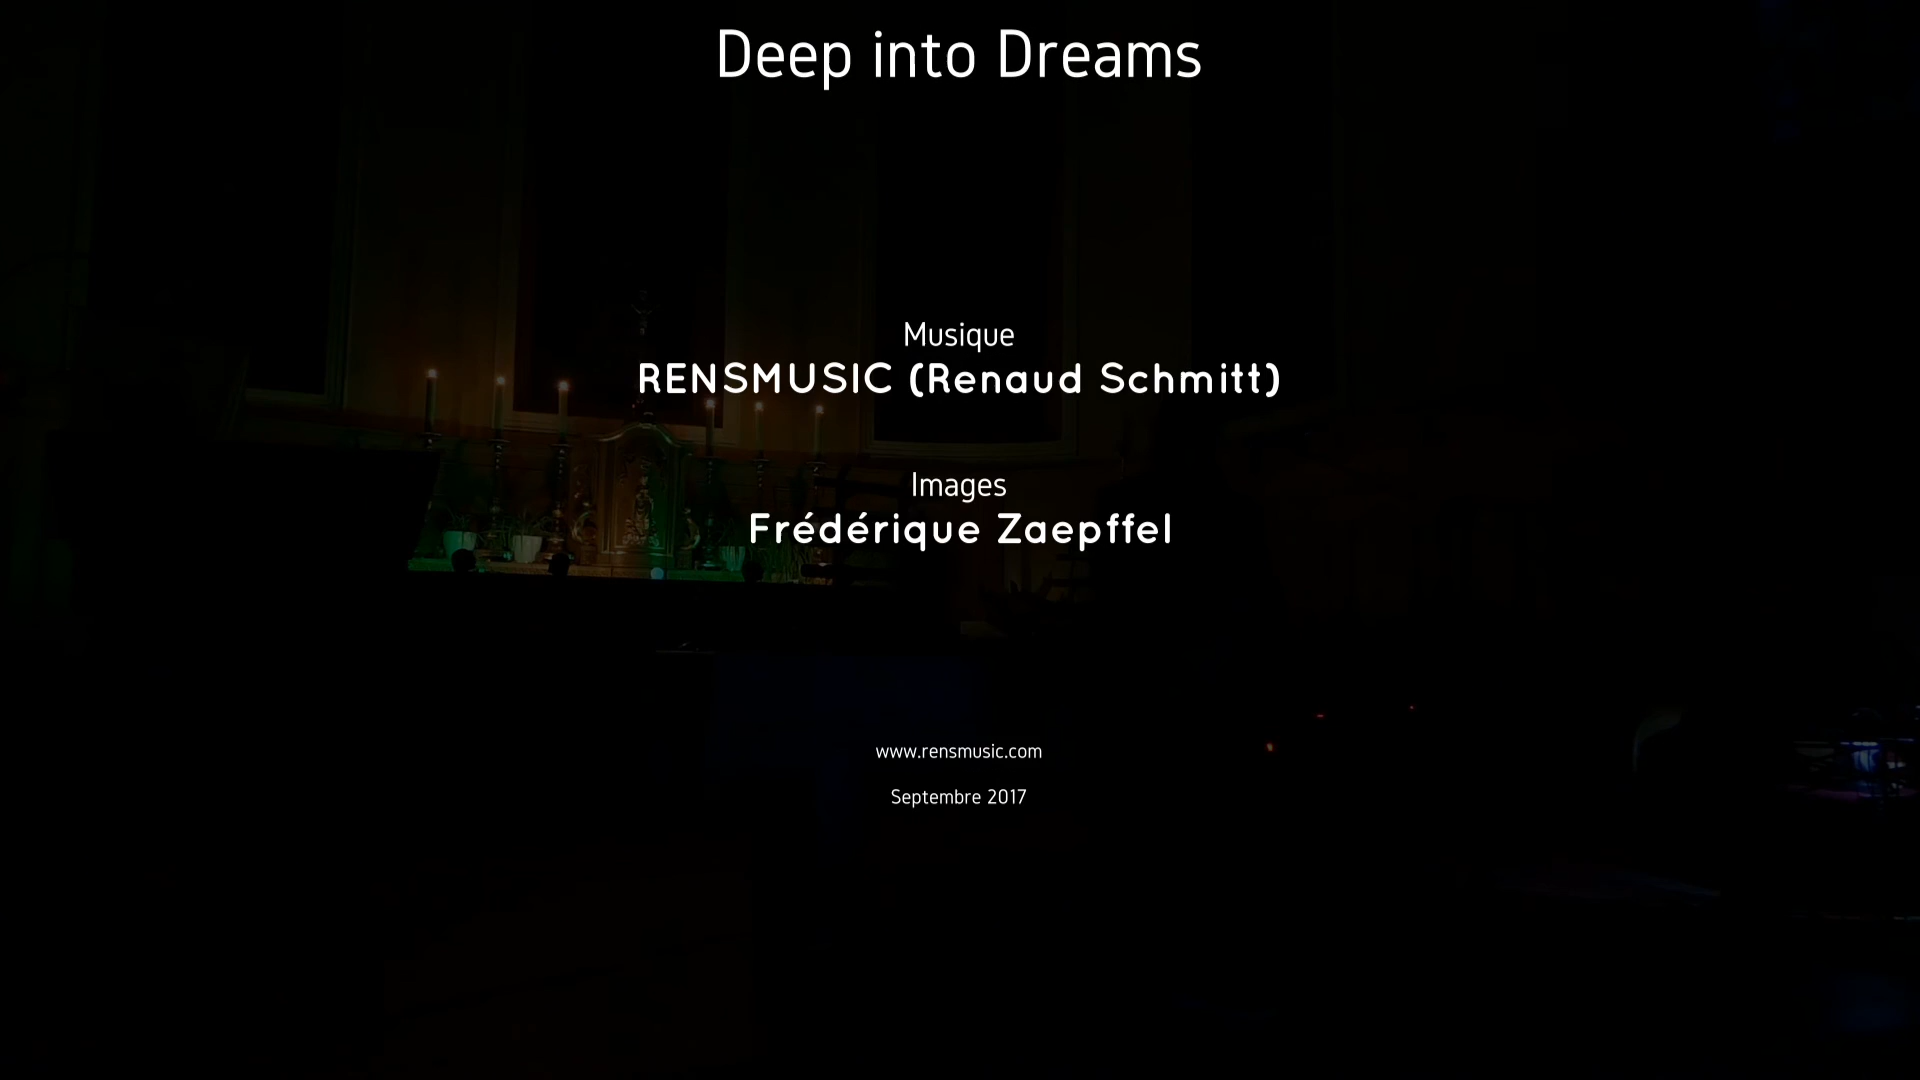 Deep into Dreams
Musique
RENSMUSIC (Renaud Schmitt)
Images
Frédérique Zaepffel
www.rensmusic.com
Septembre 2017